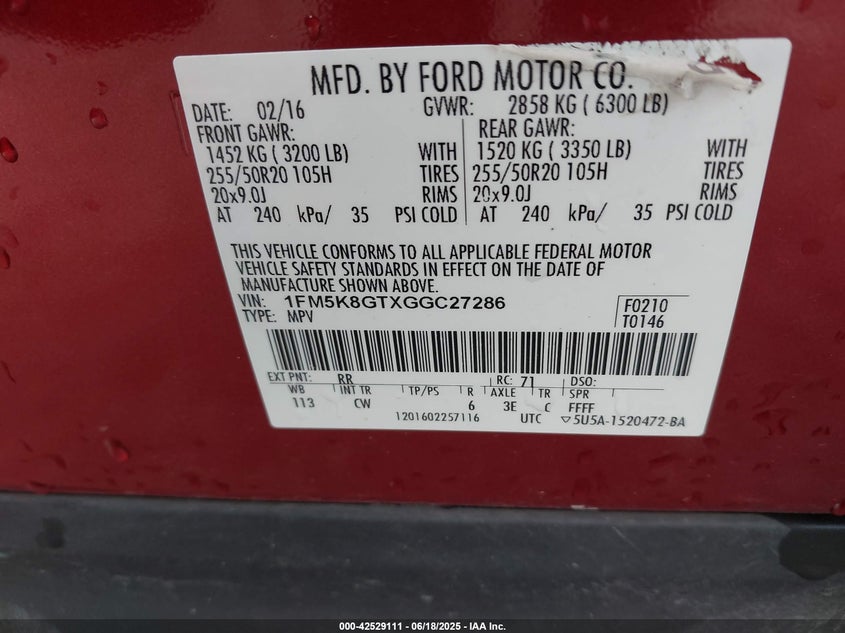 MFD. BY FORD MOTOR CO.
DATE: 02/16 GVWR: 2858 KG ( 6300 LB)
FRONT GAWR: REAR GAWR:
1452 KG ( 3200 LB) WITH 1520 KG ( 3350 LB) WITH
255/50R20 105H TIRES 255/50R20 105H TIRES
20x9.0J RIMS 20x9.0J RIMS
AT 240 kPa/ 35 PSI COLD AT 240 kPa/ 35 PSI COLD
THIS VEHICLE CONFORMS TO ALL APPLICABLE FEDERAL MOTOR
VEHICLE SAFETY STANDARDS IN EFFECT ON THE DATE OF
MANUFACTURE SHOWN ABOVE.
VIN: 1FM5K8GTXGGC27286 F0210
TYPE: MPV T0146
EXT PNT: RR RC: 71 DSO:
WB INT TR TP/PS R AXLE TR SPR
113 CW 6 3E C FFFF
1201602257116 UTC ▽5U5A-1520472-BA
000-42529111 - 06/18/2025 - IAA Inc.